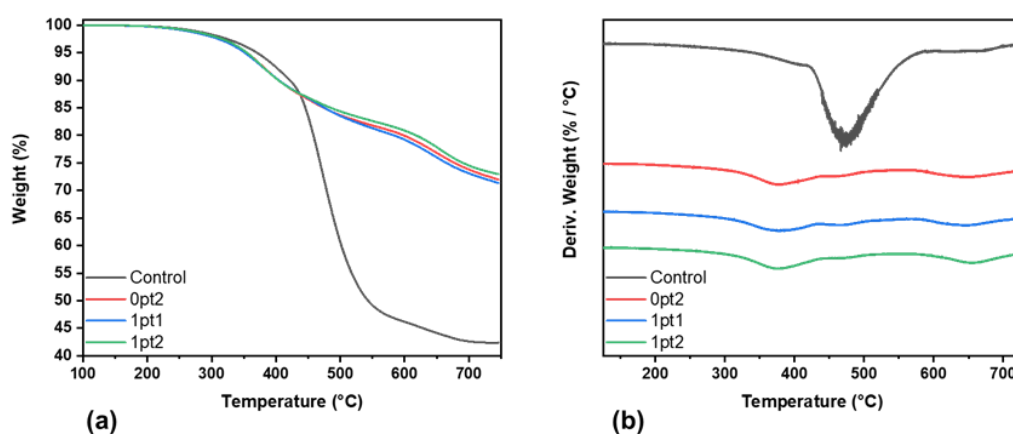 100
95
90
85
80
75
70
65
60
55
50
45
40
Weight (%)
Control
0pt2
1pt1
1pt2
100 200 300 400 500 600 700
Temperature (°C)
(a)
Deriv. Weight (% / °C)
Control
0pt2
1pt1
1pt2
200 300 400 500 600 700
Temperature (°C)
(b)